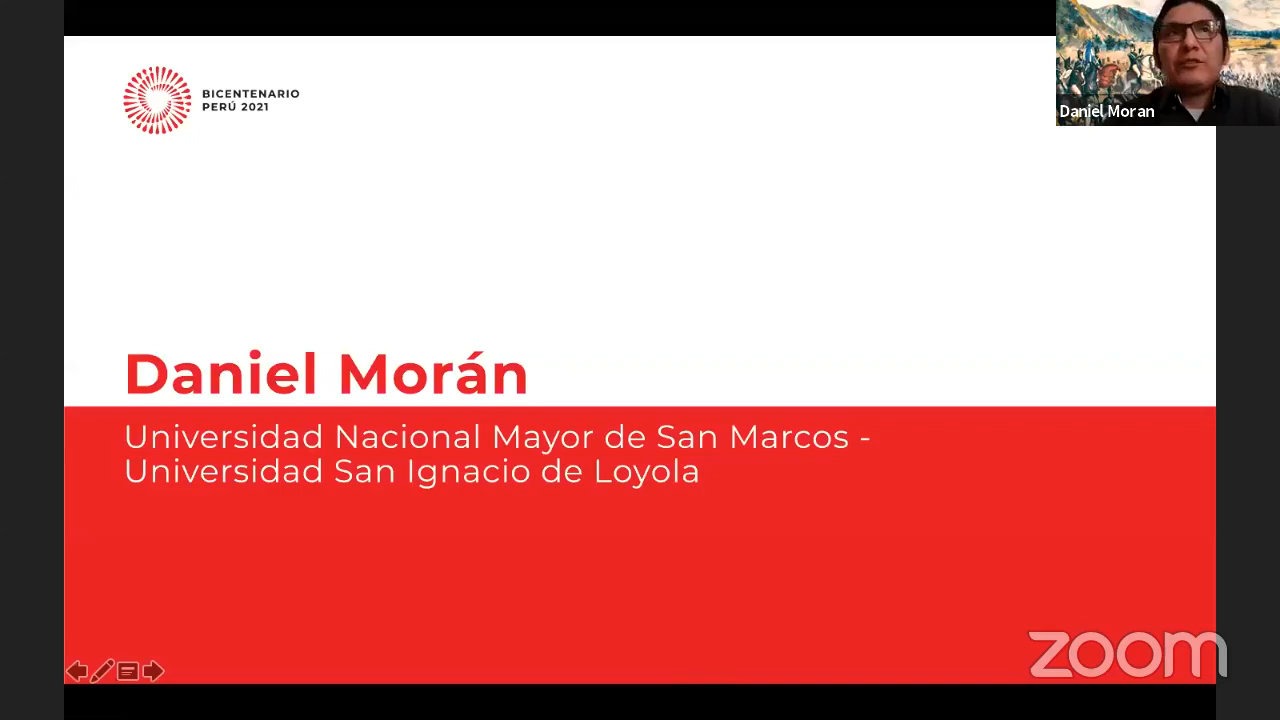 BICENTENARIO
PERÚ 2021
Daniel Moran
Daniel Morán
Universidad Nacional Mayor de San Marcos -
Universidad San Ignacio de Loyola
zoom